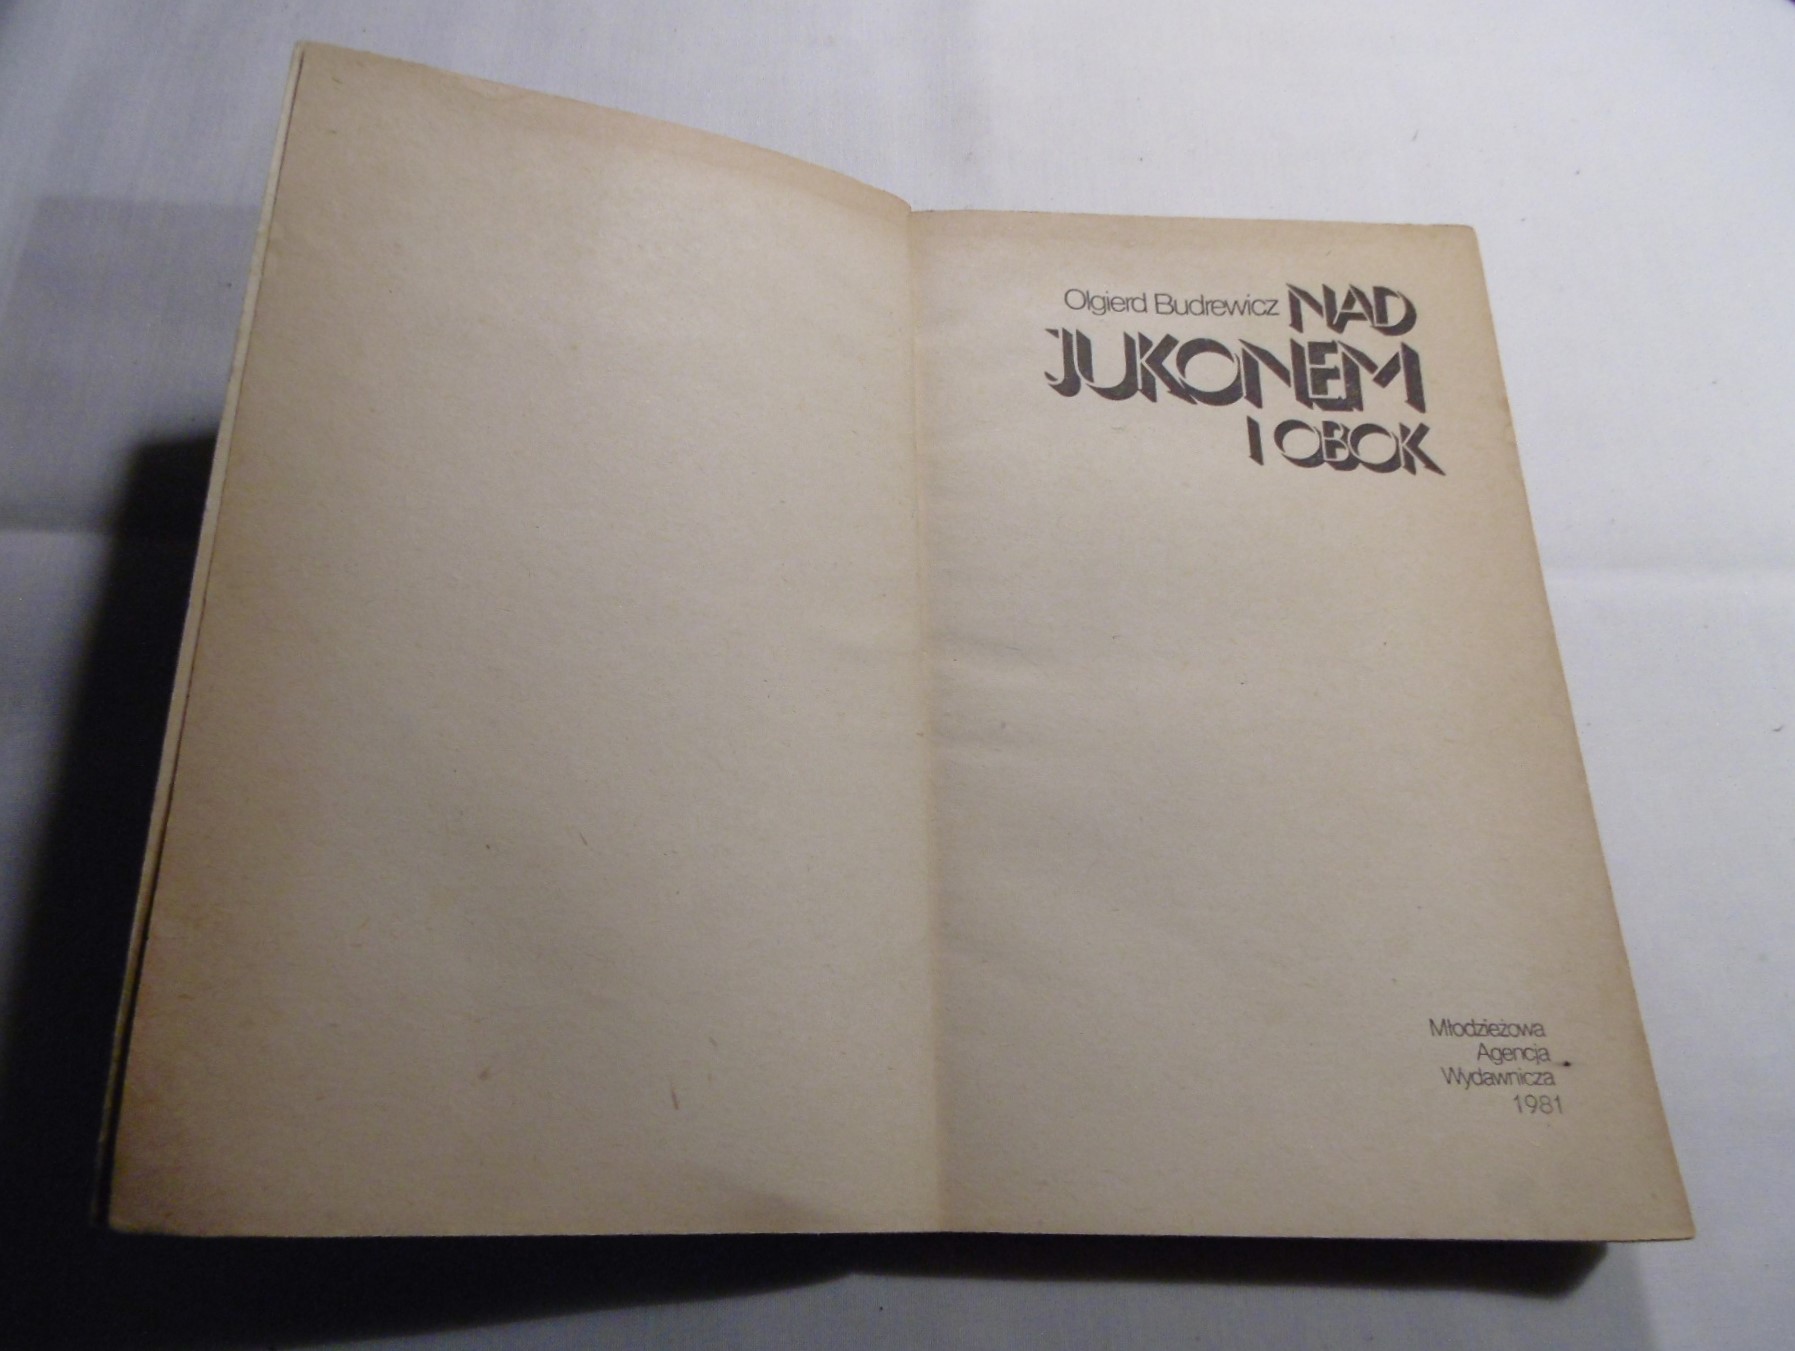 Olgierd Budrewicz NAD
JUKONEM
I OBOK
Młodzieżowa
Agencja
Wydawnicza
1981